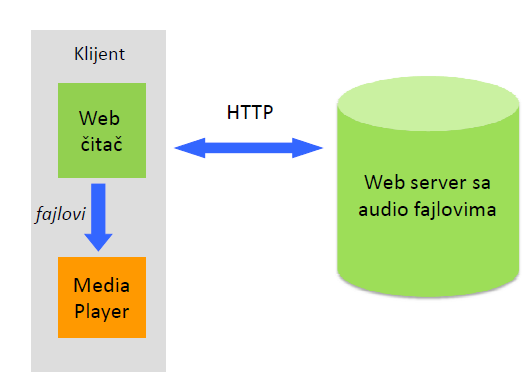 Klijent
Web
čitač
HTTP
Web server sa
audio fajlovima
fajlovi
Media
Player